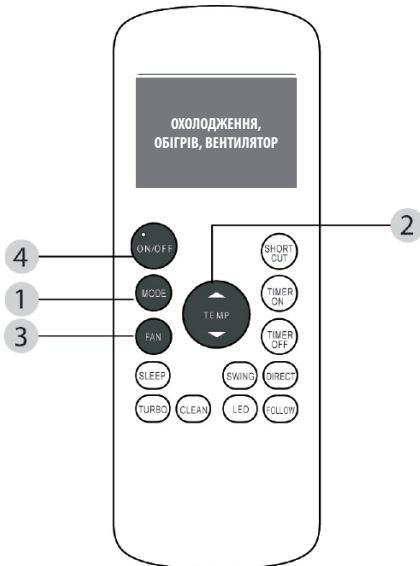 ОХОЛОДЖЕННЯ,
ОБІГРІВ, ВЕНТИЛЯТОР
2
4
ON/OFF
SHORT
CUT
1
MODE
TEMP
TIMER
ON
3
FAN
TIMER
OFF
SLEEP
SWING
DIRECT
TURBO
CLEAN
LED
FOLLOW